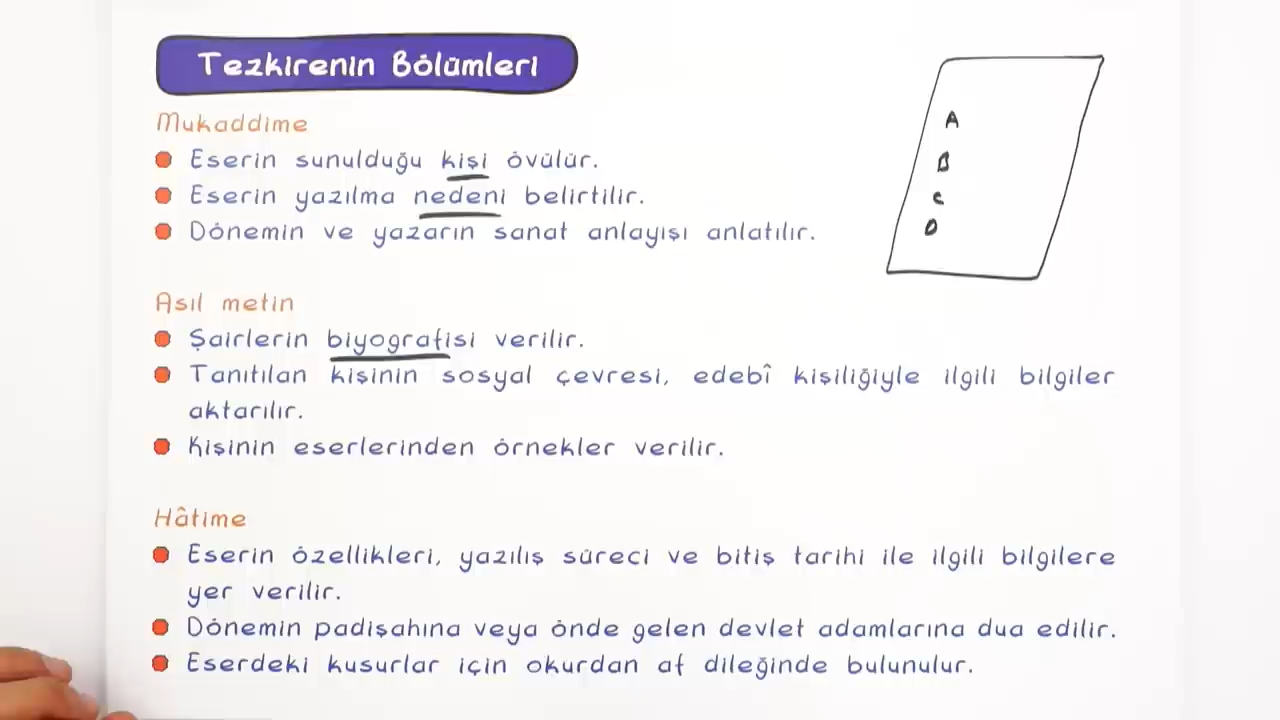 Tezkirenin Bölümleri
Mukaddime
Eserin sunulduğu kişi övülür.
Eserin yazılma nedeni belirtilir.
Dönemin ve yazarın sanat anlayışı anlatılır.
A
B
C
D
Asıl metin
Şairlerin biyografisi verilir.
Tanıtılan kişinin sosyal çevresi, edebî kişiliğiyle ilgili bilgiler
aktarılır.
Kişinin eserlerinden örnekler verilir.
Hâtime
Eserin özellikleri, yazılış süreci ve bitiş tarihi ile ilgili bilgilere
yer verilir.
Dönemin padişahına veya önde gelen devlet adamlarına dua edilir.
Eserdeki kusurlar için okurdan af dileğinde bulunulur.